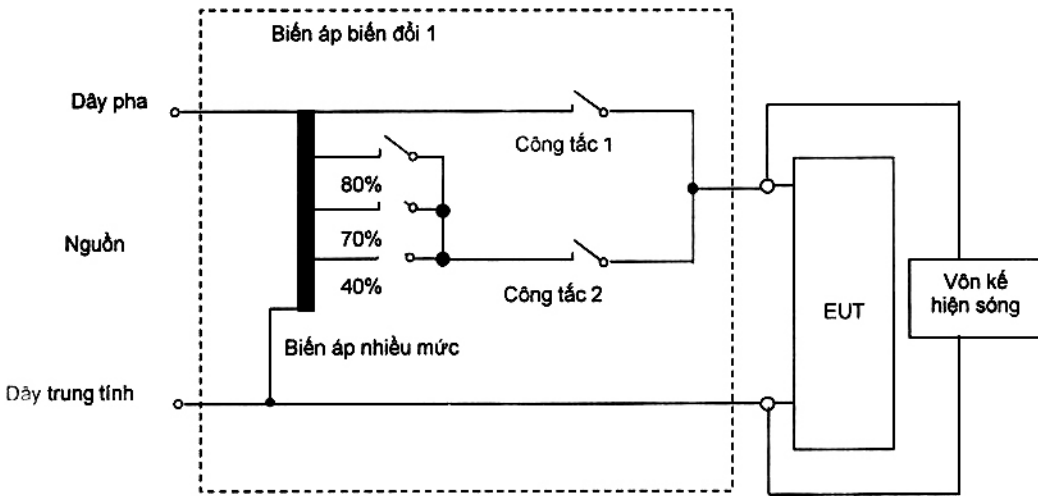 Biến áp biến đổi 1
Dây pha
Công tắc 1
80%
Nguồn
70%
40%
Công tắc 2
Vôn kế
hiện sóng
EUT
Biến áp nhiều mức
Dây trung tính